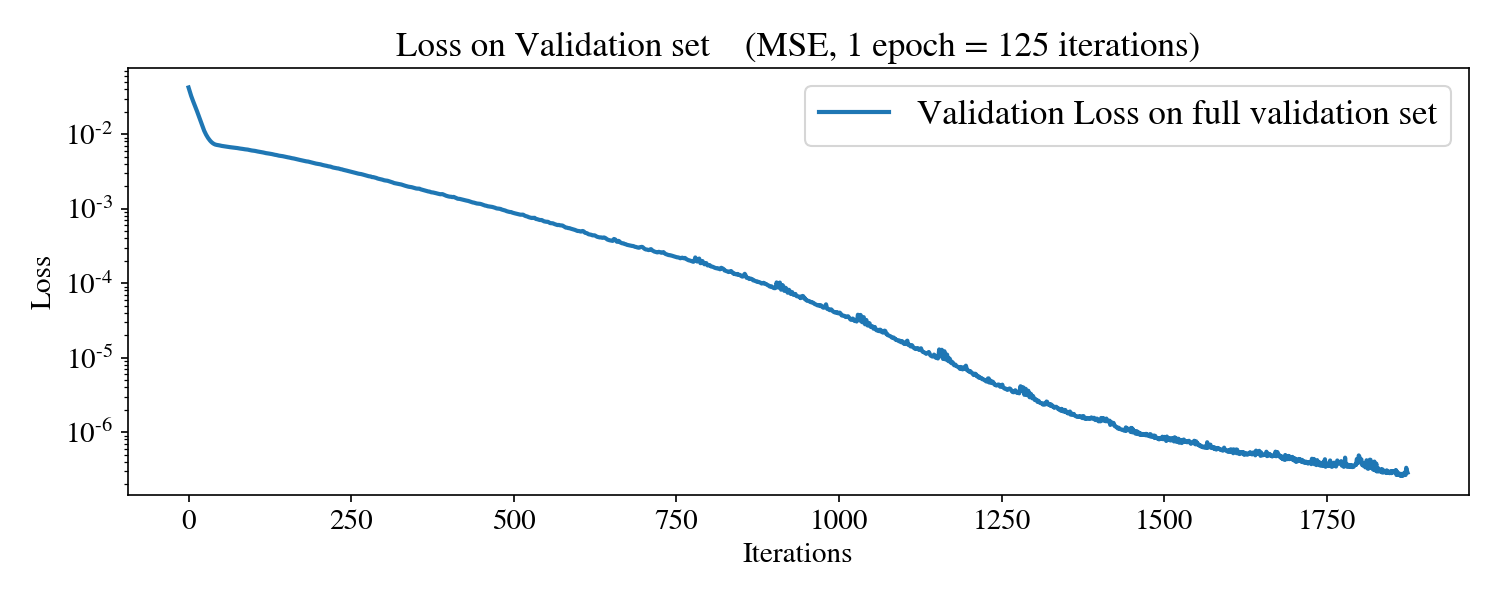 Loss on Validation set (MSE, 1 epoch = 125 iterations)
Validation Loss on full validation set
Loss
10⁻²
10⁻³
10⁻⁴
10⁻⁵
10⁻⁶
0 250 500 750 1000 1250 1500 1750
Iterations